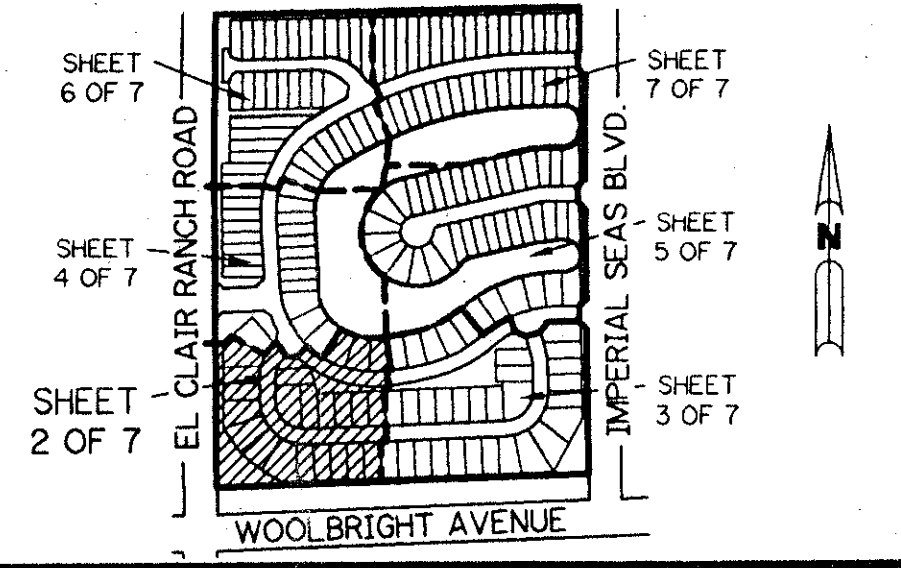 SHEET
6 OF 7
SHEET
7 OF 7
EL CLAIR RANCH ROAD
IMPERIAL SEAS BLVD.
N
SHEET
4 OF 7
SHEET
5 OF 7
SHEET
2 OF 7
SHEET
3 OF 7
WOOLBRIGHT AVENUE